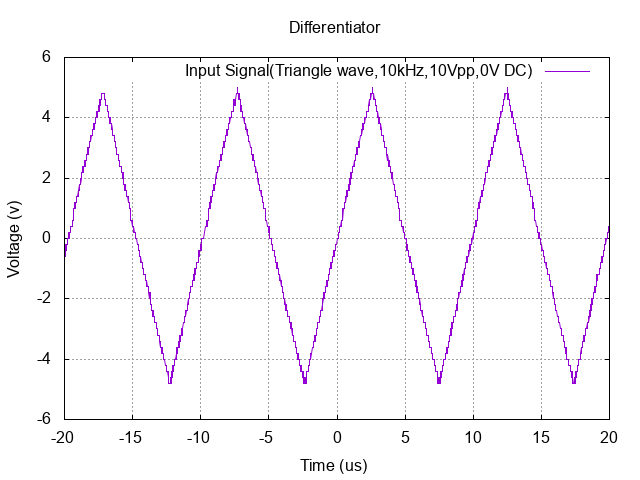 Differentiator
Input Signal(Triangle wave,10kHz,10Vpp,0V DC)
6
4
2
0
-2
-4
-6
Voltage (v)
-20 -15 -10 -5 0 5 10 15 20
Time (us)